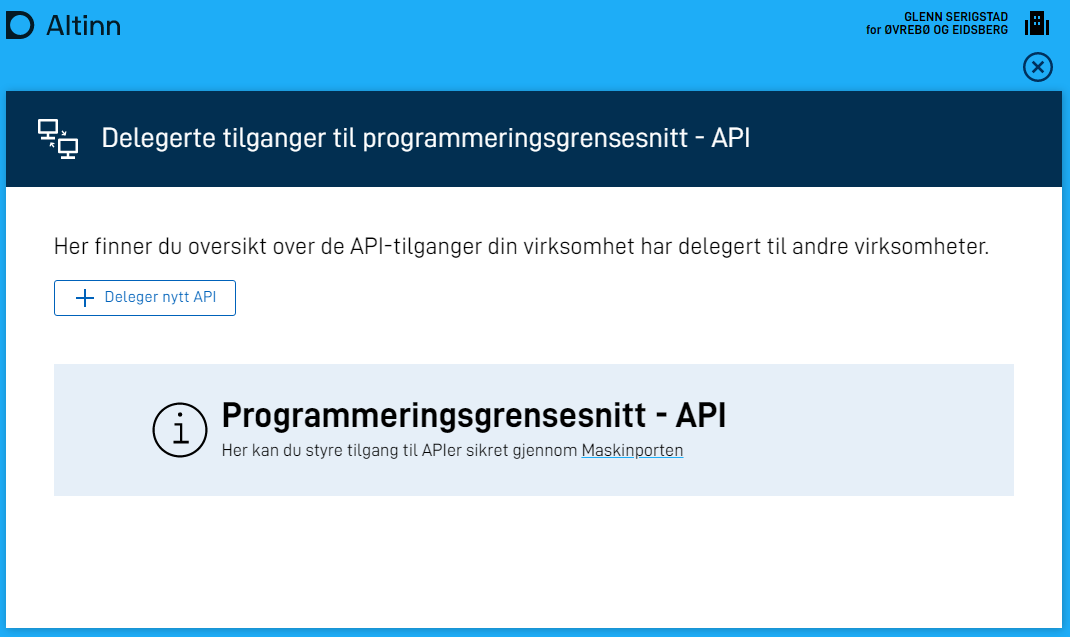 Altinn
GLENN SERIGSTAD
for ØVREBØ OG EIDSBERG
Delegerte tilganger til programmeringsgrensesnitt - API
Her finner du oversikt over de API-tilganger din virksomhet har delegert til andre virksomheter.
Deleger nytt API
Programmeringsgrensesnitt - API
Her kan du styre tilgang til APIer sikret gjennom Maskinporten